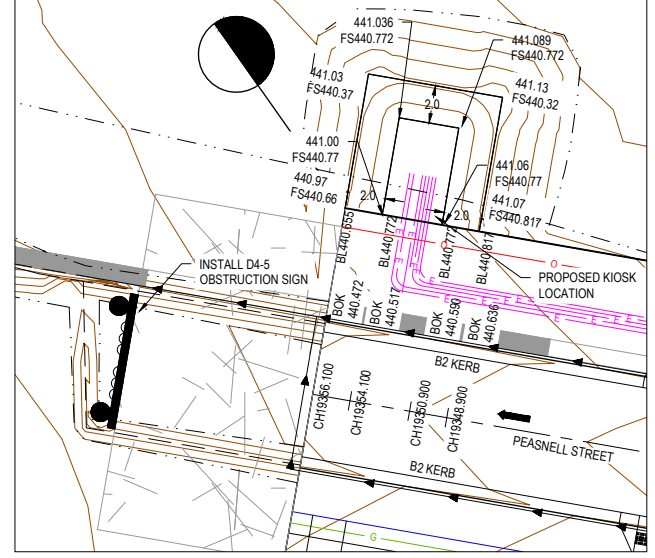 441.036
FS440.772
441.089
FS440.772
441.03
FS440.37
441.13
FS440.32
2.0
441.00
FS440.77
441.06
FS440.77
440.97
FS440.66
2.0
441.07
FS440.817
2.0
BL440.655
BL440.772
BL440.772
BL440.817
O
O
INSTALL D4-5
OBSTRUCTION SIGN
PROPOSED KIOSK
LOCATION
E
E
E
E
E
E
E
E
BOK
440.472
BOK
440.517
BOK
440.590
BOK
440.636
B2 KERB
CH19356.100
CH19354.100
CH19350.900
CH19348.900
PEASNELL STREET
B2 KERB
G